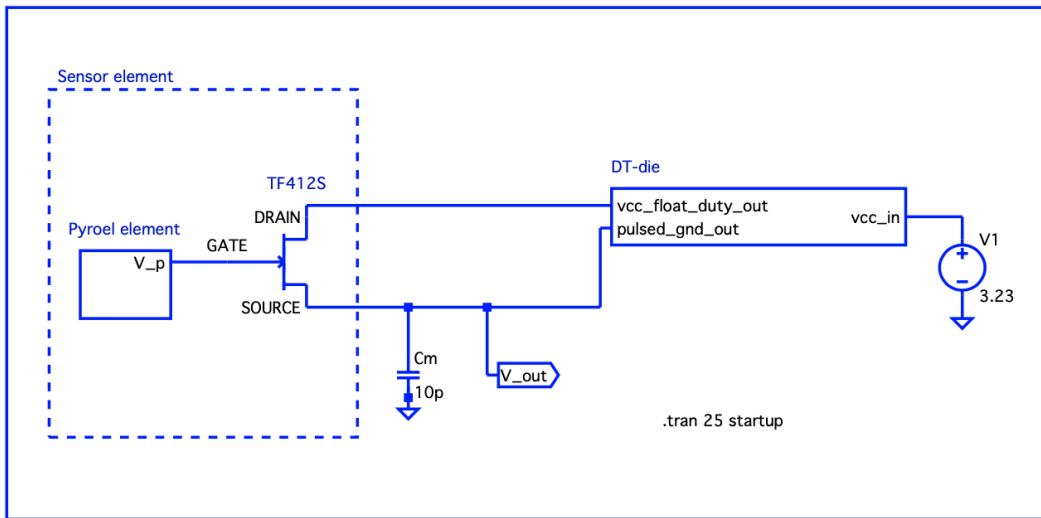 Sensor element
DT-die
TF412S
vcc_float_duty_out
DRAIN
vcc_in
pulsed_gnd_out
Pyroel element
GATE
V1
V_p
3.23
SOURCE
Cm
V_out
10p
.tran 25 startup